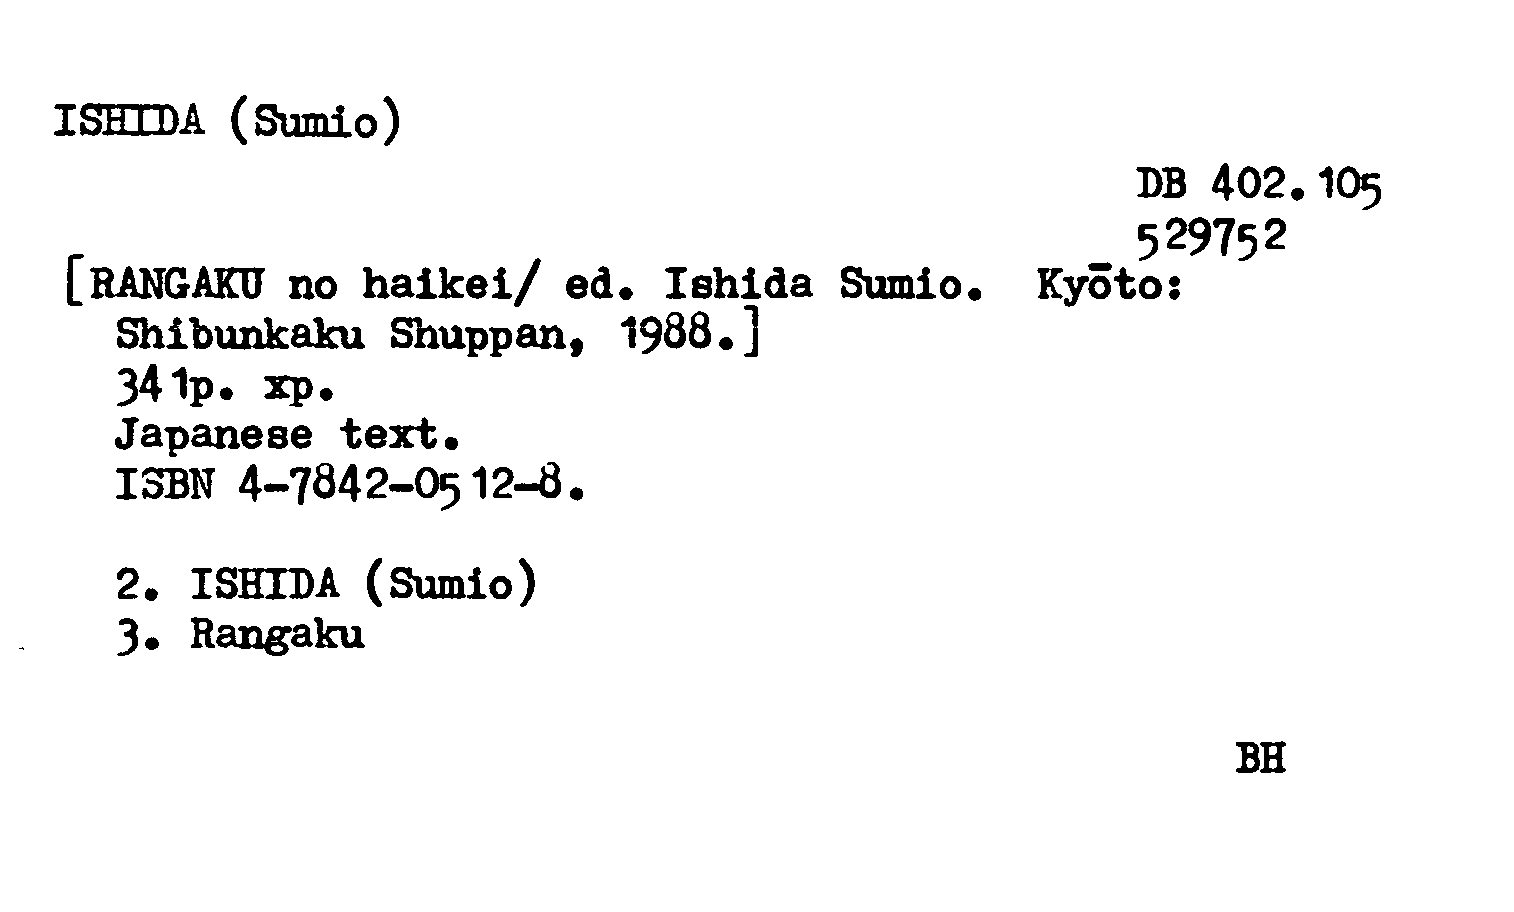 ISHIDA (Sumio)
DB 402.105
529752
[RANGAKU no haikei/ ed. Ishida Sumio. Kyōto:
Shibunkaku Shuppan, 1988.]
341p. xp.
Japanese text.
ISBN 4-7842-0512-8.
2. ISHIDA (Sumio)
3. Rangaku
BH